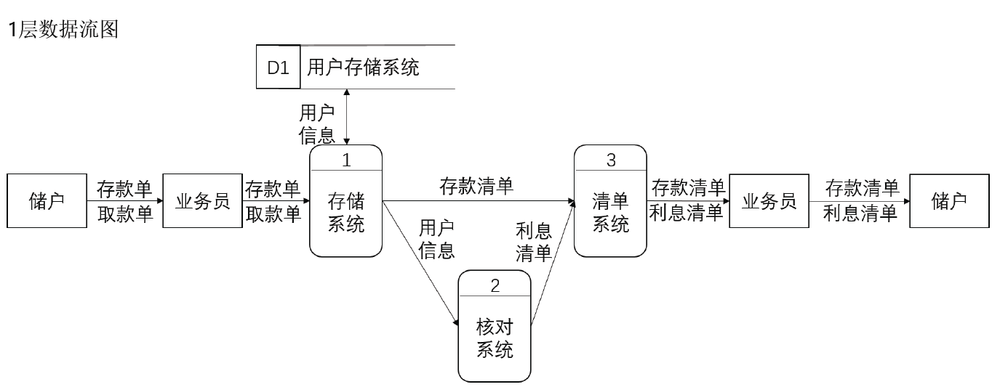 1层数据流图
D1
用户存储系统
用户
信息
1
存储
系统
储户
存款单
取款单
业务员
存款单
取款单
存款清单
用户
信息
利息
清单
2
核对
系统
3
清单
系统
存款清单
利息清单
业务员
存款清单
利息清单
储户